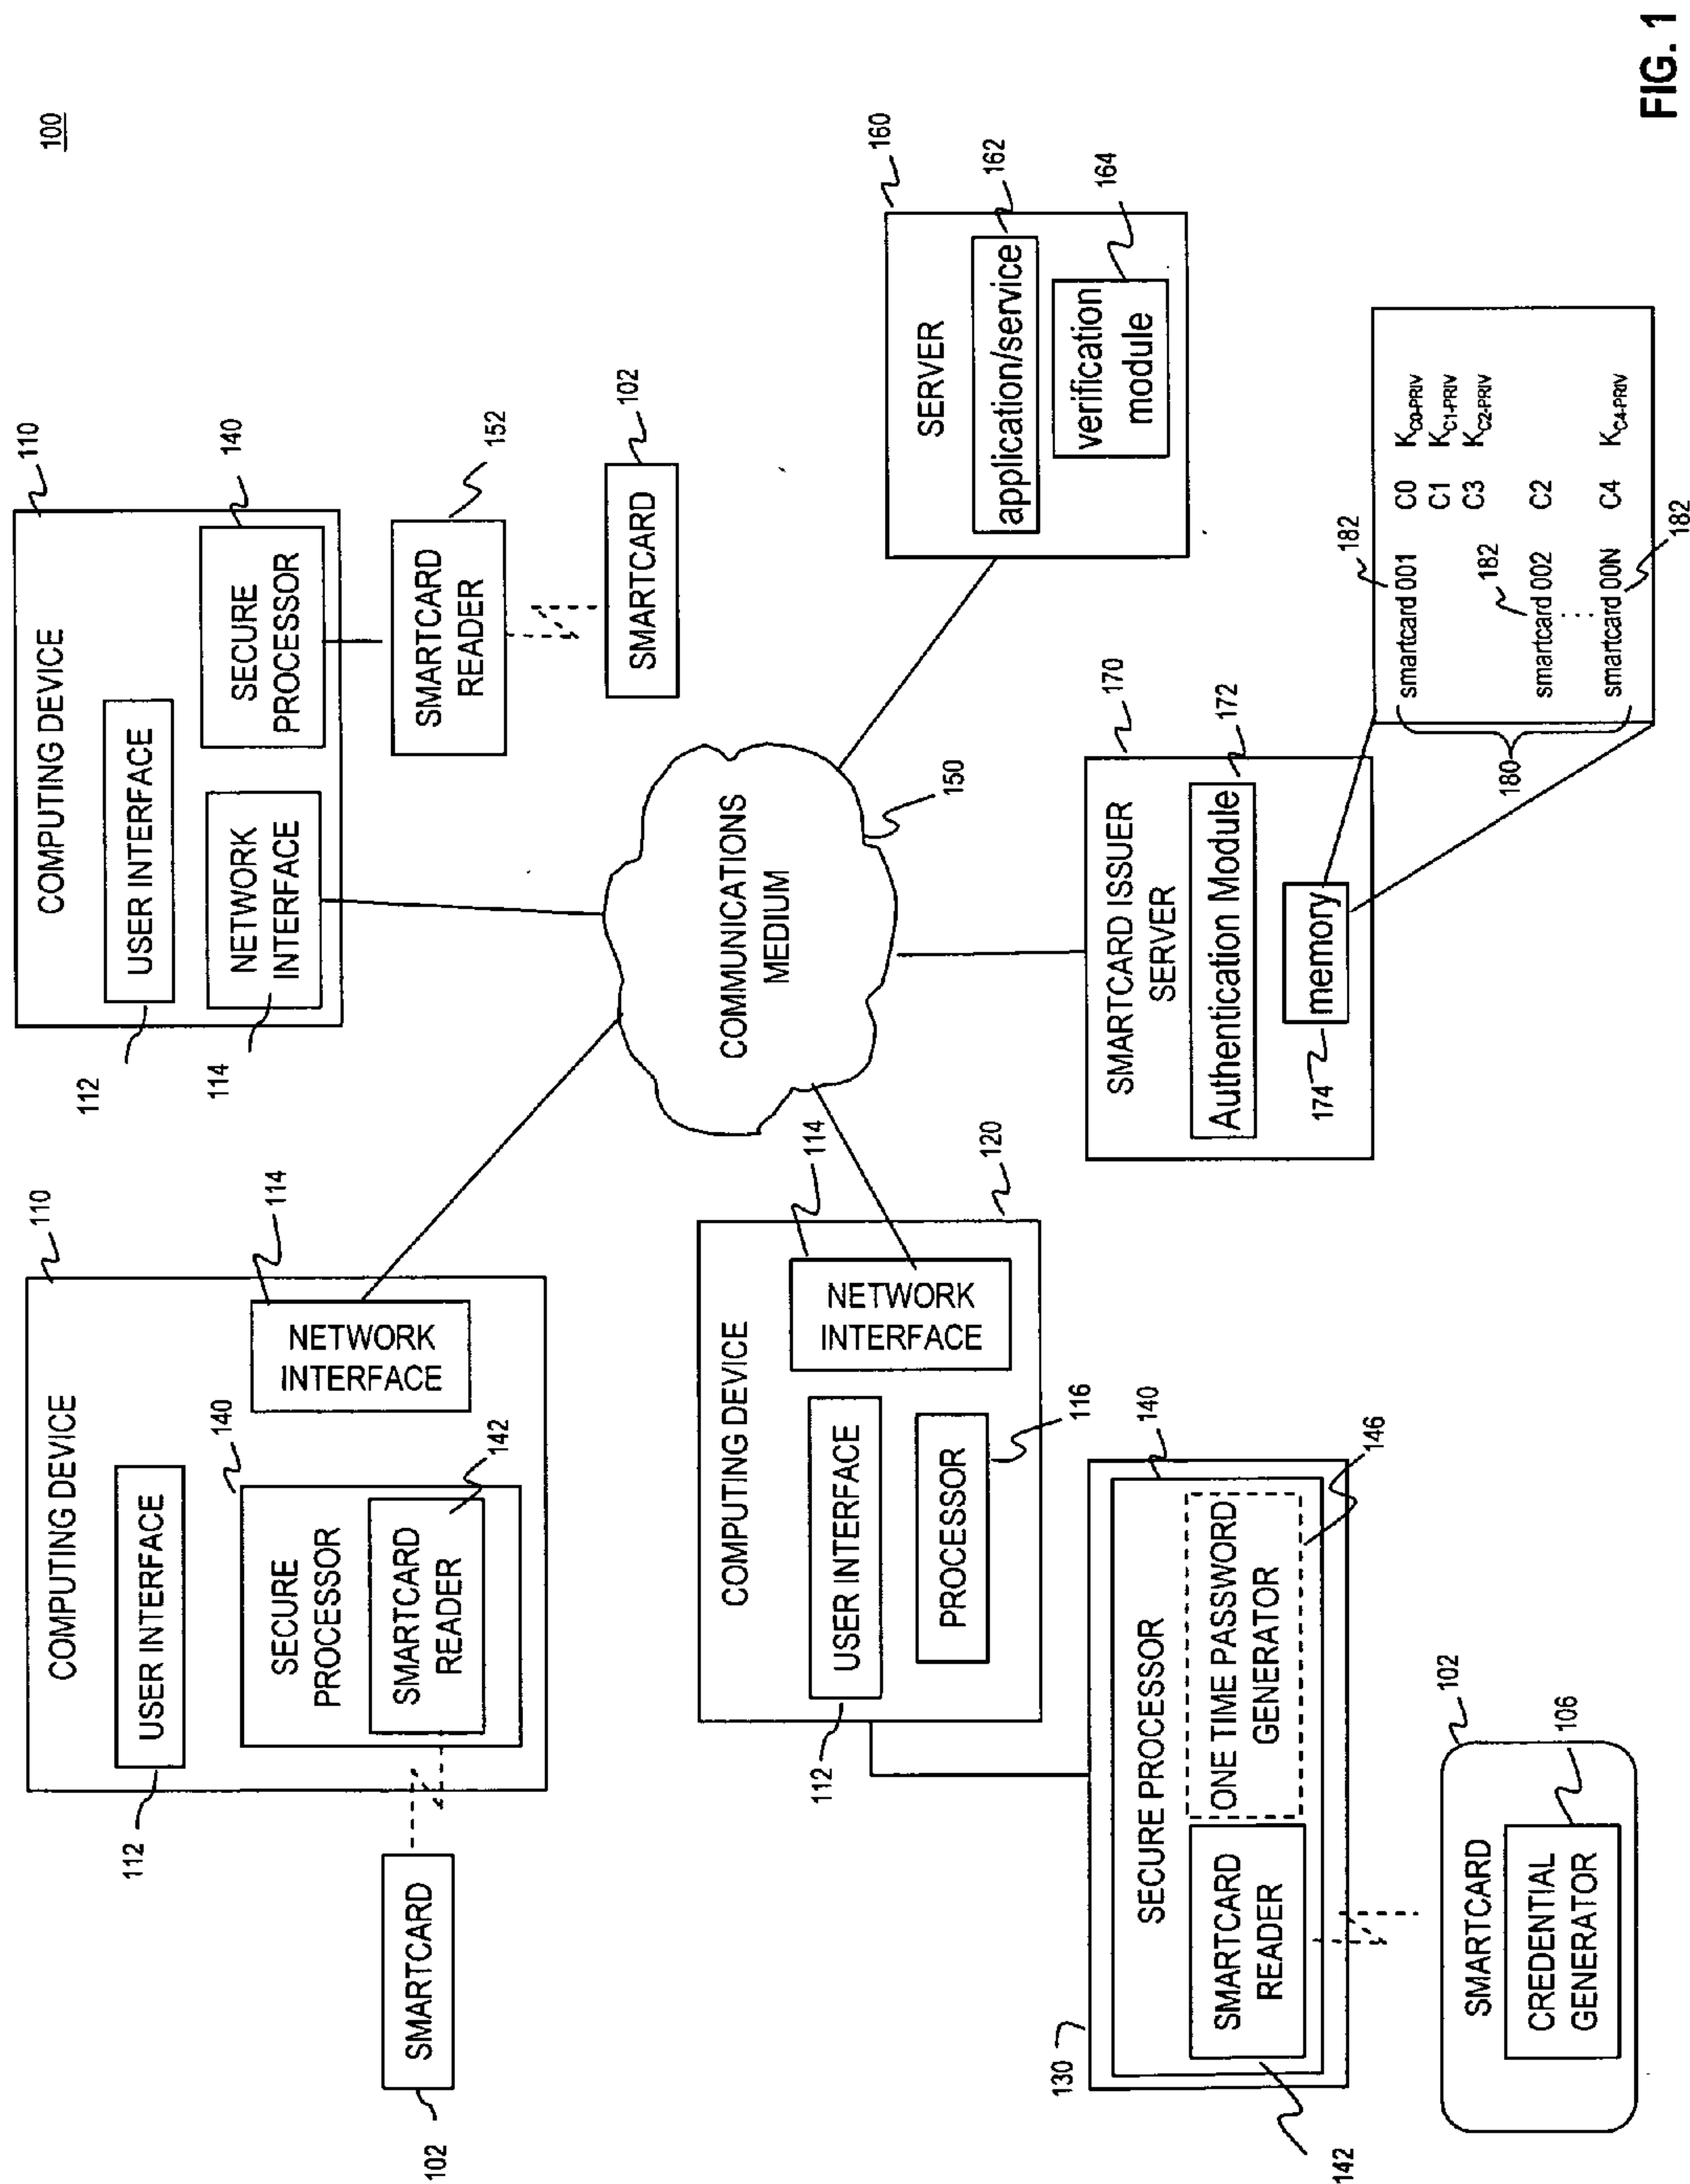 100
110
COMPUTING DEVICE
USER INTERFACE
112
SECURE
PROCESSOR
140
SMARTCARD
READER
142
NETWORK
INTERFACE
114
SMARTCARD
102
110
COMPUTING DEVICE
USER INTERFACE
112
NETWORK
INTERFACE
114
SECURE
PROCESSOR
140
SMARTCARD
READER
152
SMARTCARD
102
COMMUNICATIONS
MEDIUM
150
120
COMPUTING DEVICE
USER INTERFACE
112
NETWORK
INTERFACE
114
PROCESSOR
116
130
SECURE PROCESSOR
140
SMARTCARD
READER
142
ONE TIME PASSWORD
GENERATOR
146
SMARTCARD
102
CREDENTIAL
GENERATOR
106
SERVER
160
application/service
162
verification
module
164
SMARTCARD ISSUER
SERVER
170
Authentication Module
172
memory
174
180
182
smartcard 001 C0 KC0-PRIV
C1 KC1-PRIV
C3 KC2-PRIV
182
smartcard 002 C2
smartcard 00N C4 KC4-PRIV
182
FIG. 1